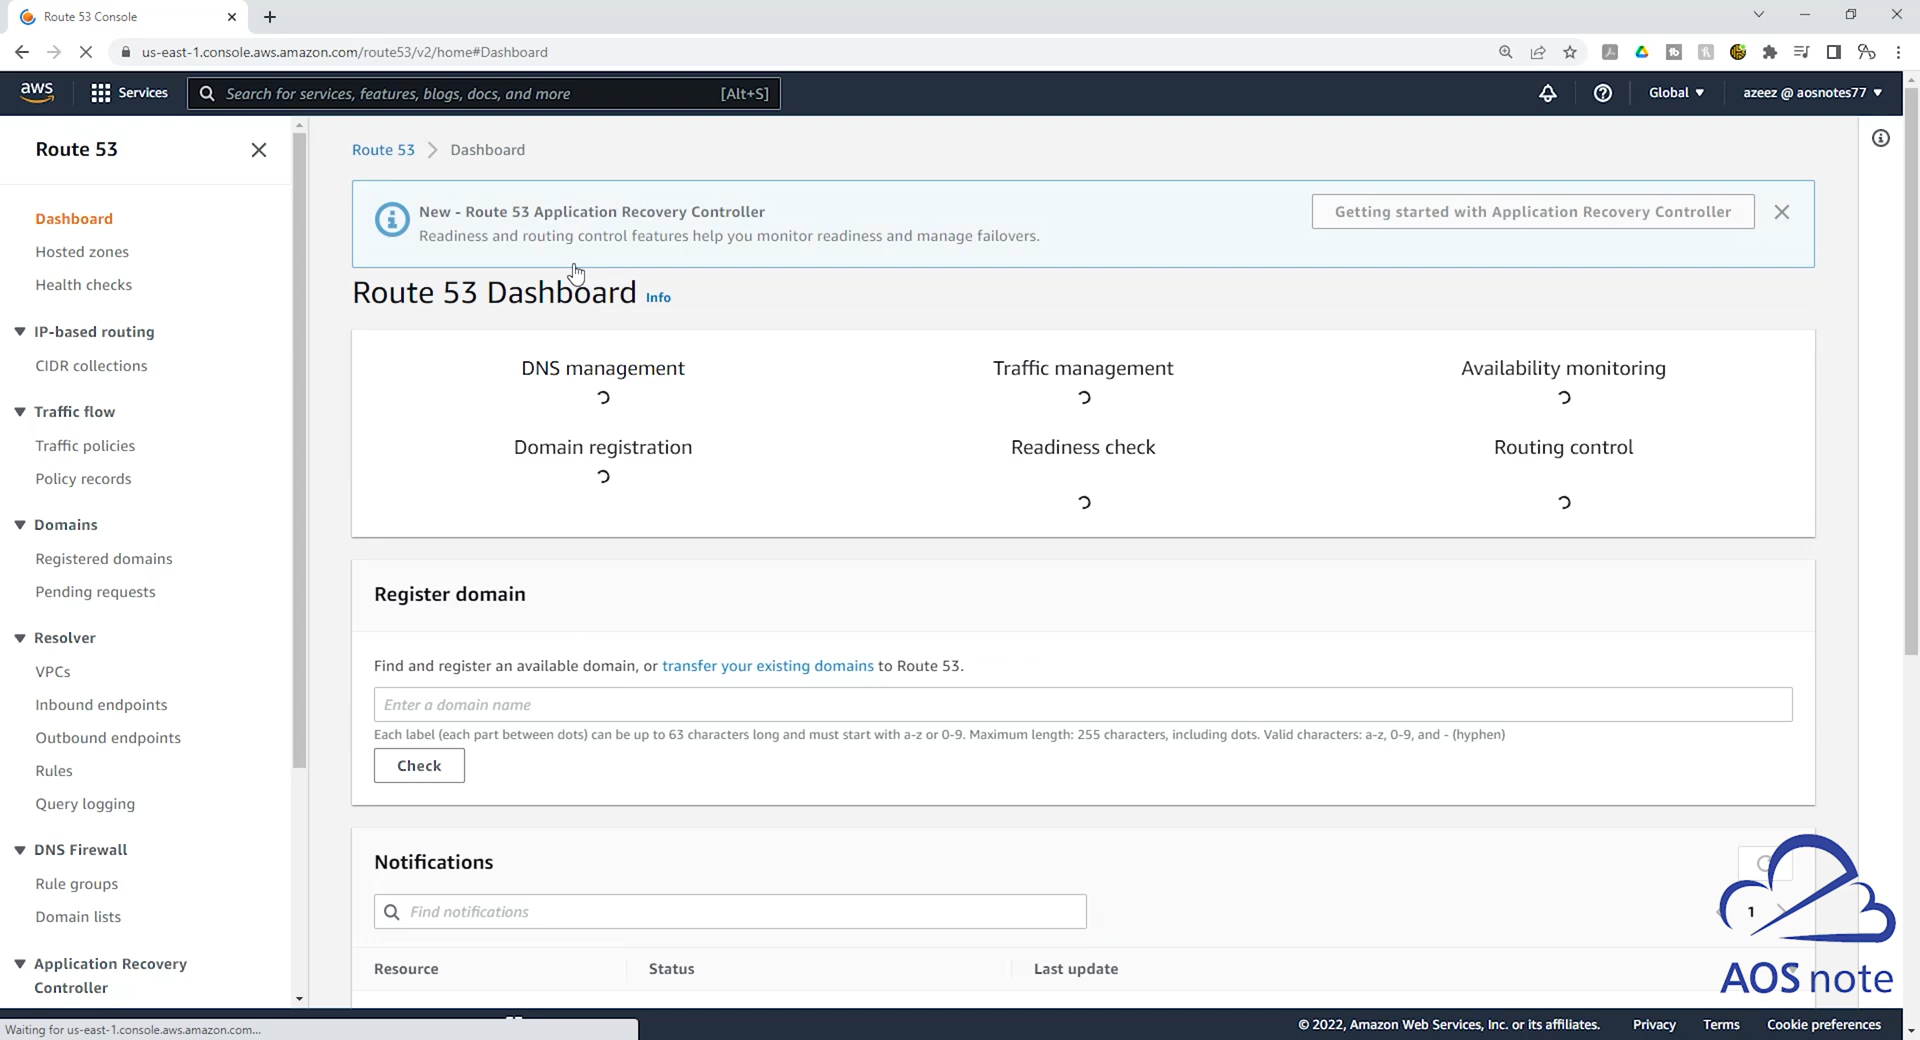 Route 53 Console
us-east-1.console.aws.amazon.com/route53/v2/home#Dashboard
aws
Services
Search for services, features, blogs, docs, and more
[Alt+S]
Global
azeez @ aosnotes77
Route 53
Dashboard
Hosted zones
Health checks
IP-based routing
CIDR collections
Traffic flow
Traffic policies
Policy records
Domains
Registered domains
Pending requests
Resolver
VPCs
Inbound endpoints
Outbound endpoints
Rules
Query logging
DNS Firewall
Rule groups
Domain lists
Application Recovery
Controller
Route 53
Dashboard
New - Route 53 Application Recovery Controller
Readiness and routing control features help you monitor readiness and manage failovers.
Getting started with Application Recovery Controller
Route 53 Dashboard Info
DNS management
Traffic management
Availability monitoring
Domain registration
Readiness check
Routing control
Register domain
Find and register an available domain, or transfer your existing domains to Route 53.
Enter a domain name
Each label (each part between dots) can be up to 63 characters long and must start with a-z or 0-9. Maximum length: 255 characters, including dots. Valid characters: a-z, 0-9, and - (hyphen)
Check
Notifications
Find notifications
1
Resource
Status
Last update
AOS note
Waiting for us-east-1.console.aws.amazon.com...
© 2022, Amazon Web Services, Inc. or its affiliates.
Privacy
Terms
Cookie preferences